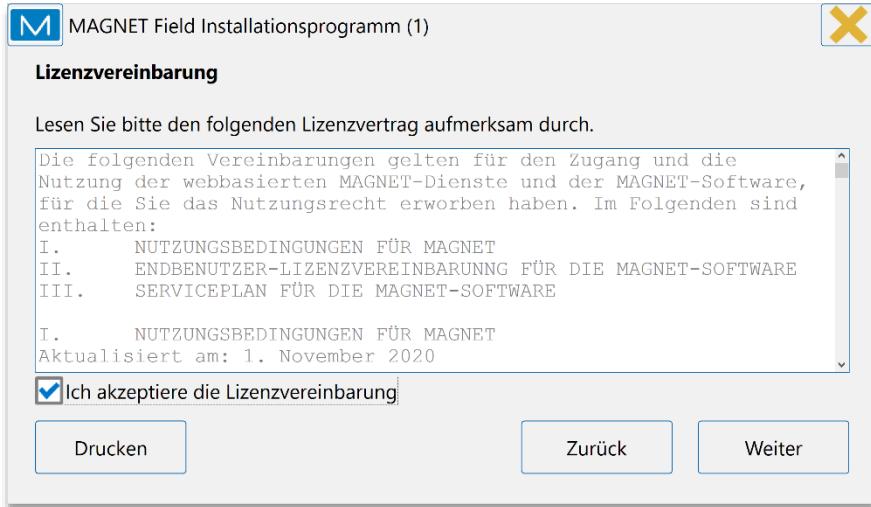 MAGNET Field Installationsprogramm (1)
Lizenzvereinbarung
Lesen Sie bitte den folgenden Lizenzvertrag aufmerksam durch.
Die folgenden Vereinbarungen gelten für den Zugang und die
Nutzung der webbasierten MAGNET-Dienste und der MAGNET-Software,
für die Sie das Nutzungsrecht erworben haben. Im Folgenden sind
enthalten:
I. NUTZUNGSBEDINGUNGEN FÜR MAGNET
II. ENDBENUTZER-LIZENZVEREINBARUNNG FÜR DIE MAGNET-SOFTWARE
III. SERVICEPLAN FÜR DIE MAGNET-SOFTWARE
I. NUTZUNGSBEDINGUNGEN FÜR MAGNET
Aktualisiert am: 1. November 2020
Ich akzeptiere die Lizenzvereinbarung
Drucken Zurück Weiter